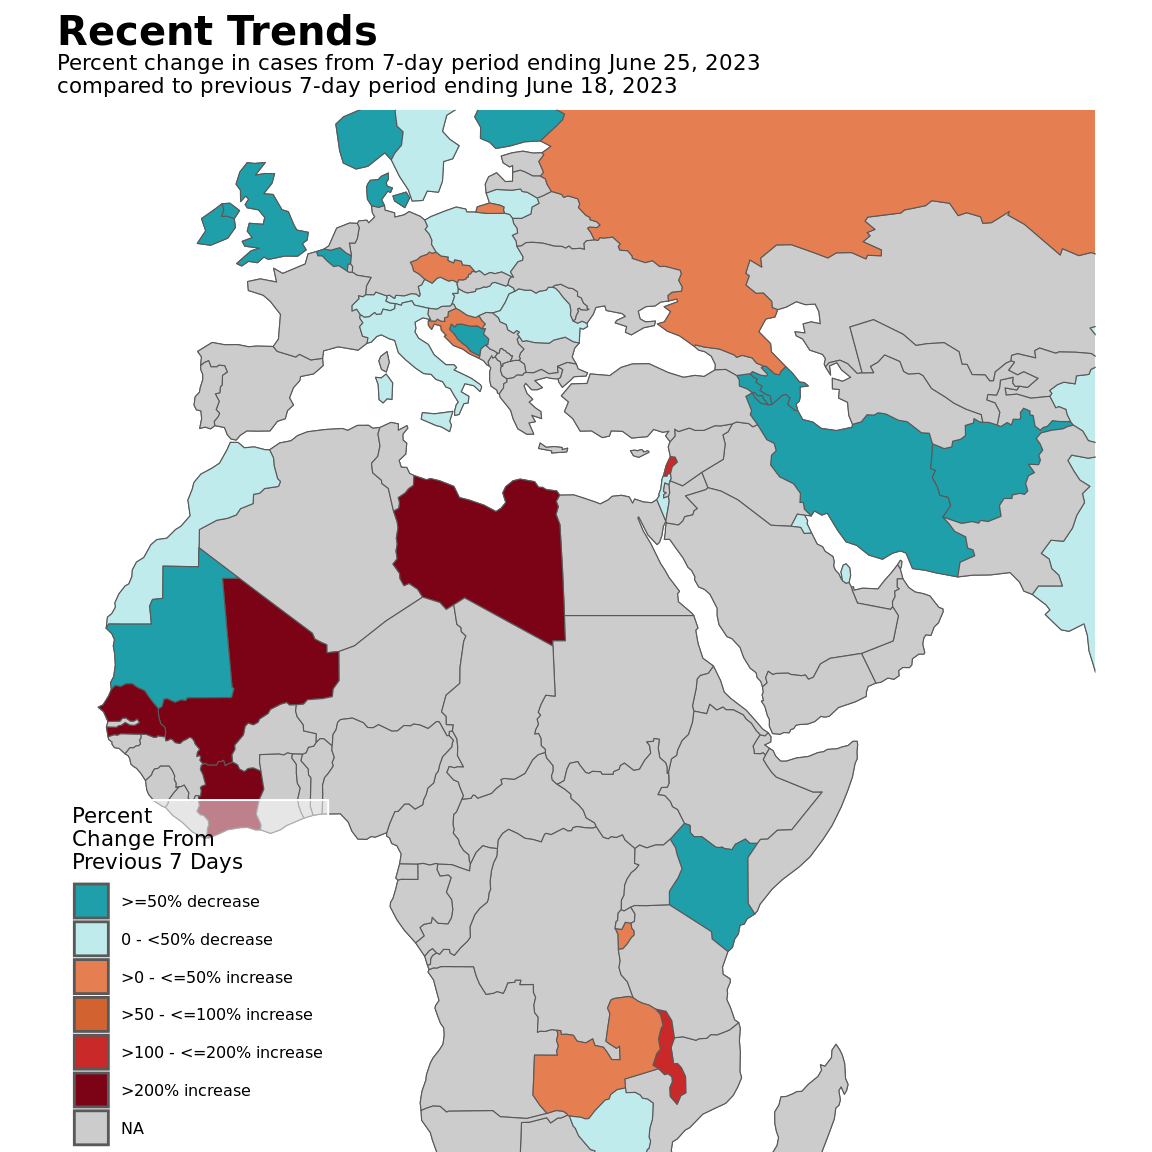 Recent Trends
Percent change in cases from 7-day period ending June 25, 2023
compared to previous 7-day period ending June 18, 2023
Percent
Change From
Previous 7 Days
>=50% decrease
0 - <50% decrease
>0 - <=50% increase
>50 - <=100% increase
>100 - <=200% increase
>200% increase
NA